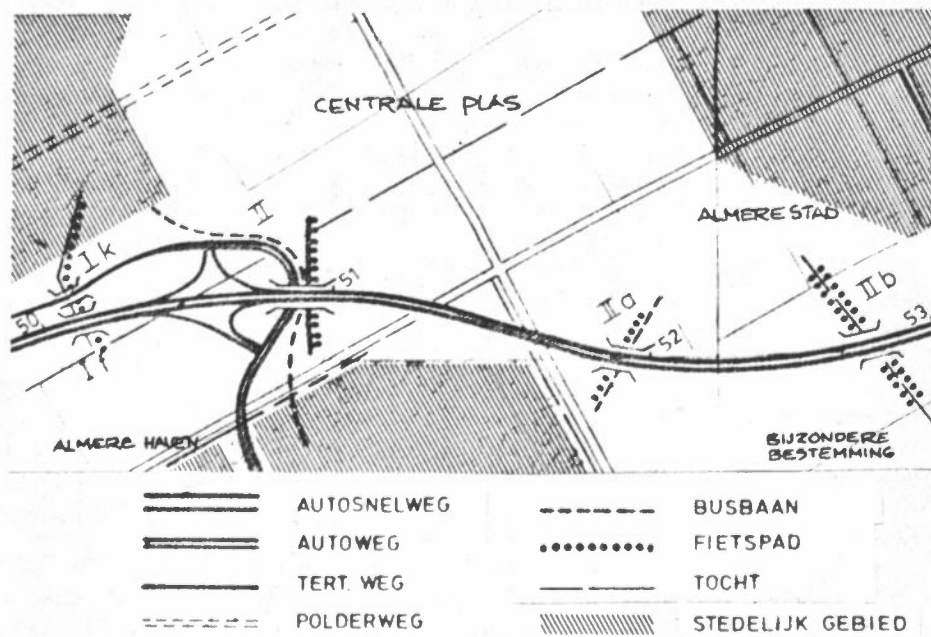 CENTRALE PLAS
II
ALMERE STAD
I k
51
II a
II b
50
52
53
I r
ALMERE HAVEN
BIJZONDERE
BESTEMMING
AUTOSNELWEG
AUTOWEG
TERT. WEG
POLDERWEG
BUSBAAN
FIETSPAD
TOCHT
STEDELIJK GEBIED